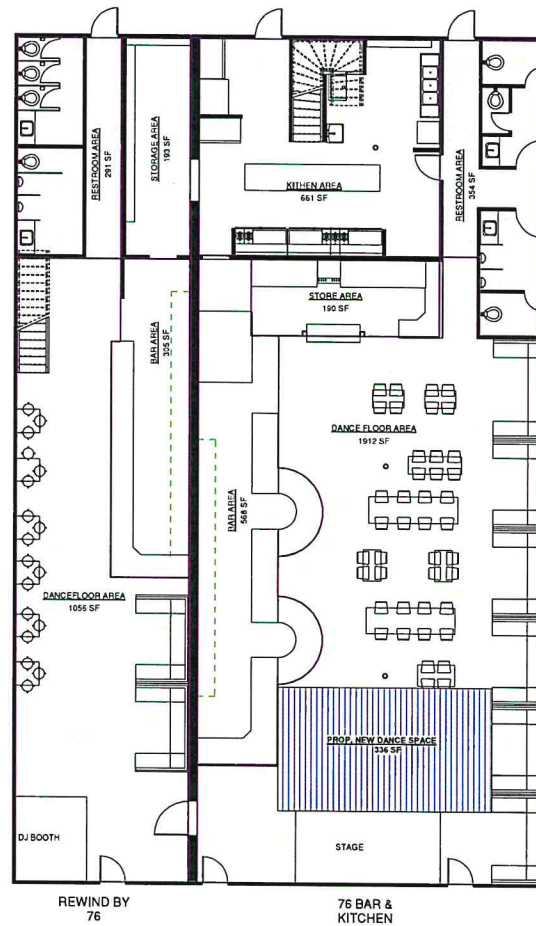 RESTROOM AREA
291 SF
STORAGE AREA
193 SF
KITHEN AREA
661 SF
RESTROOM AREA
354 SF
STORE AREA
190 SF
BAR AREA
305 SF
DANCE FLOOR AREA
1912 SF
BAR AREA
568 SF
DANCEFLOOR AREA
1056 SF
PROP. NEW DANCE SPACE
336 SF
DJ BOOTH
STAGE
REWIND BY
76
76 BAR &
KITCHEN